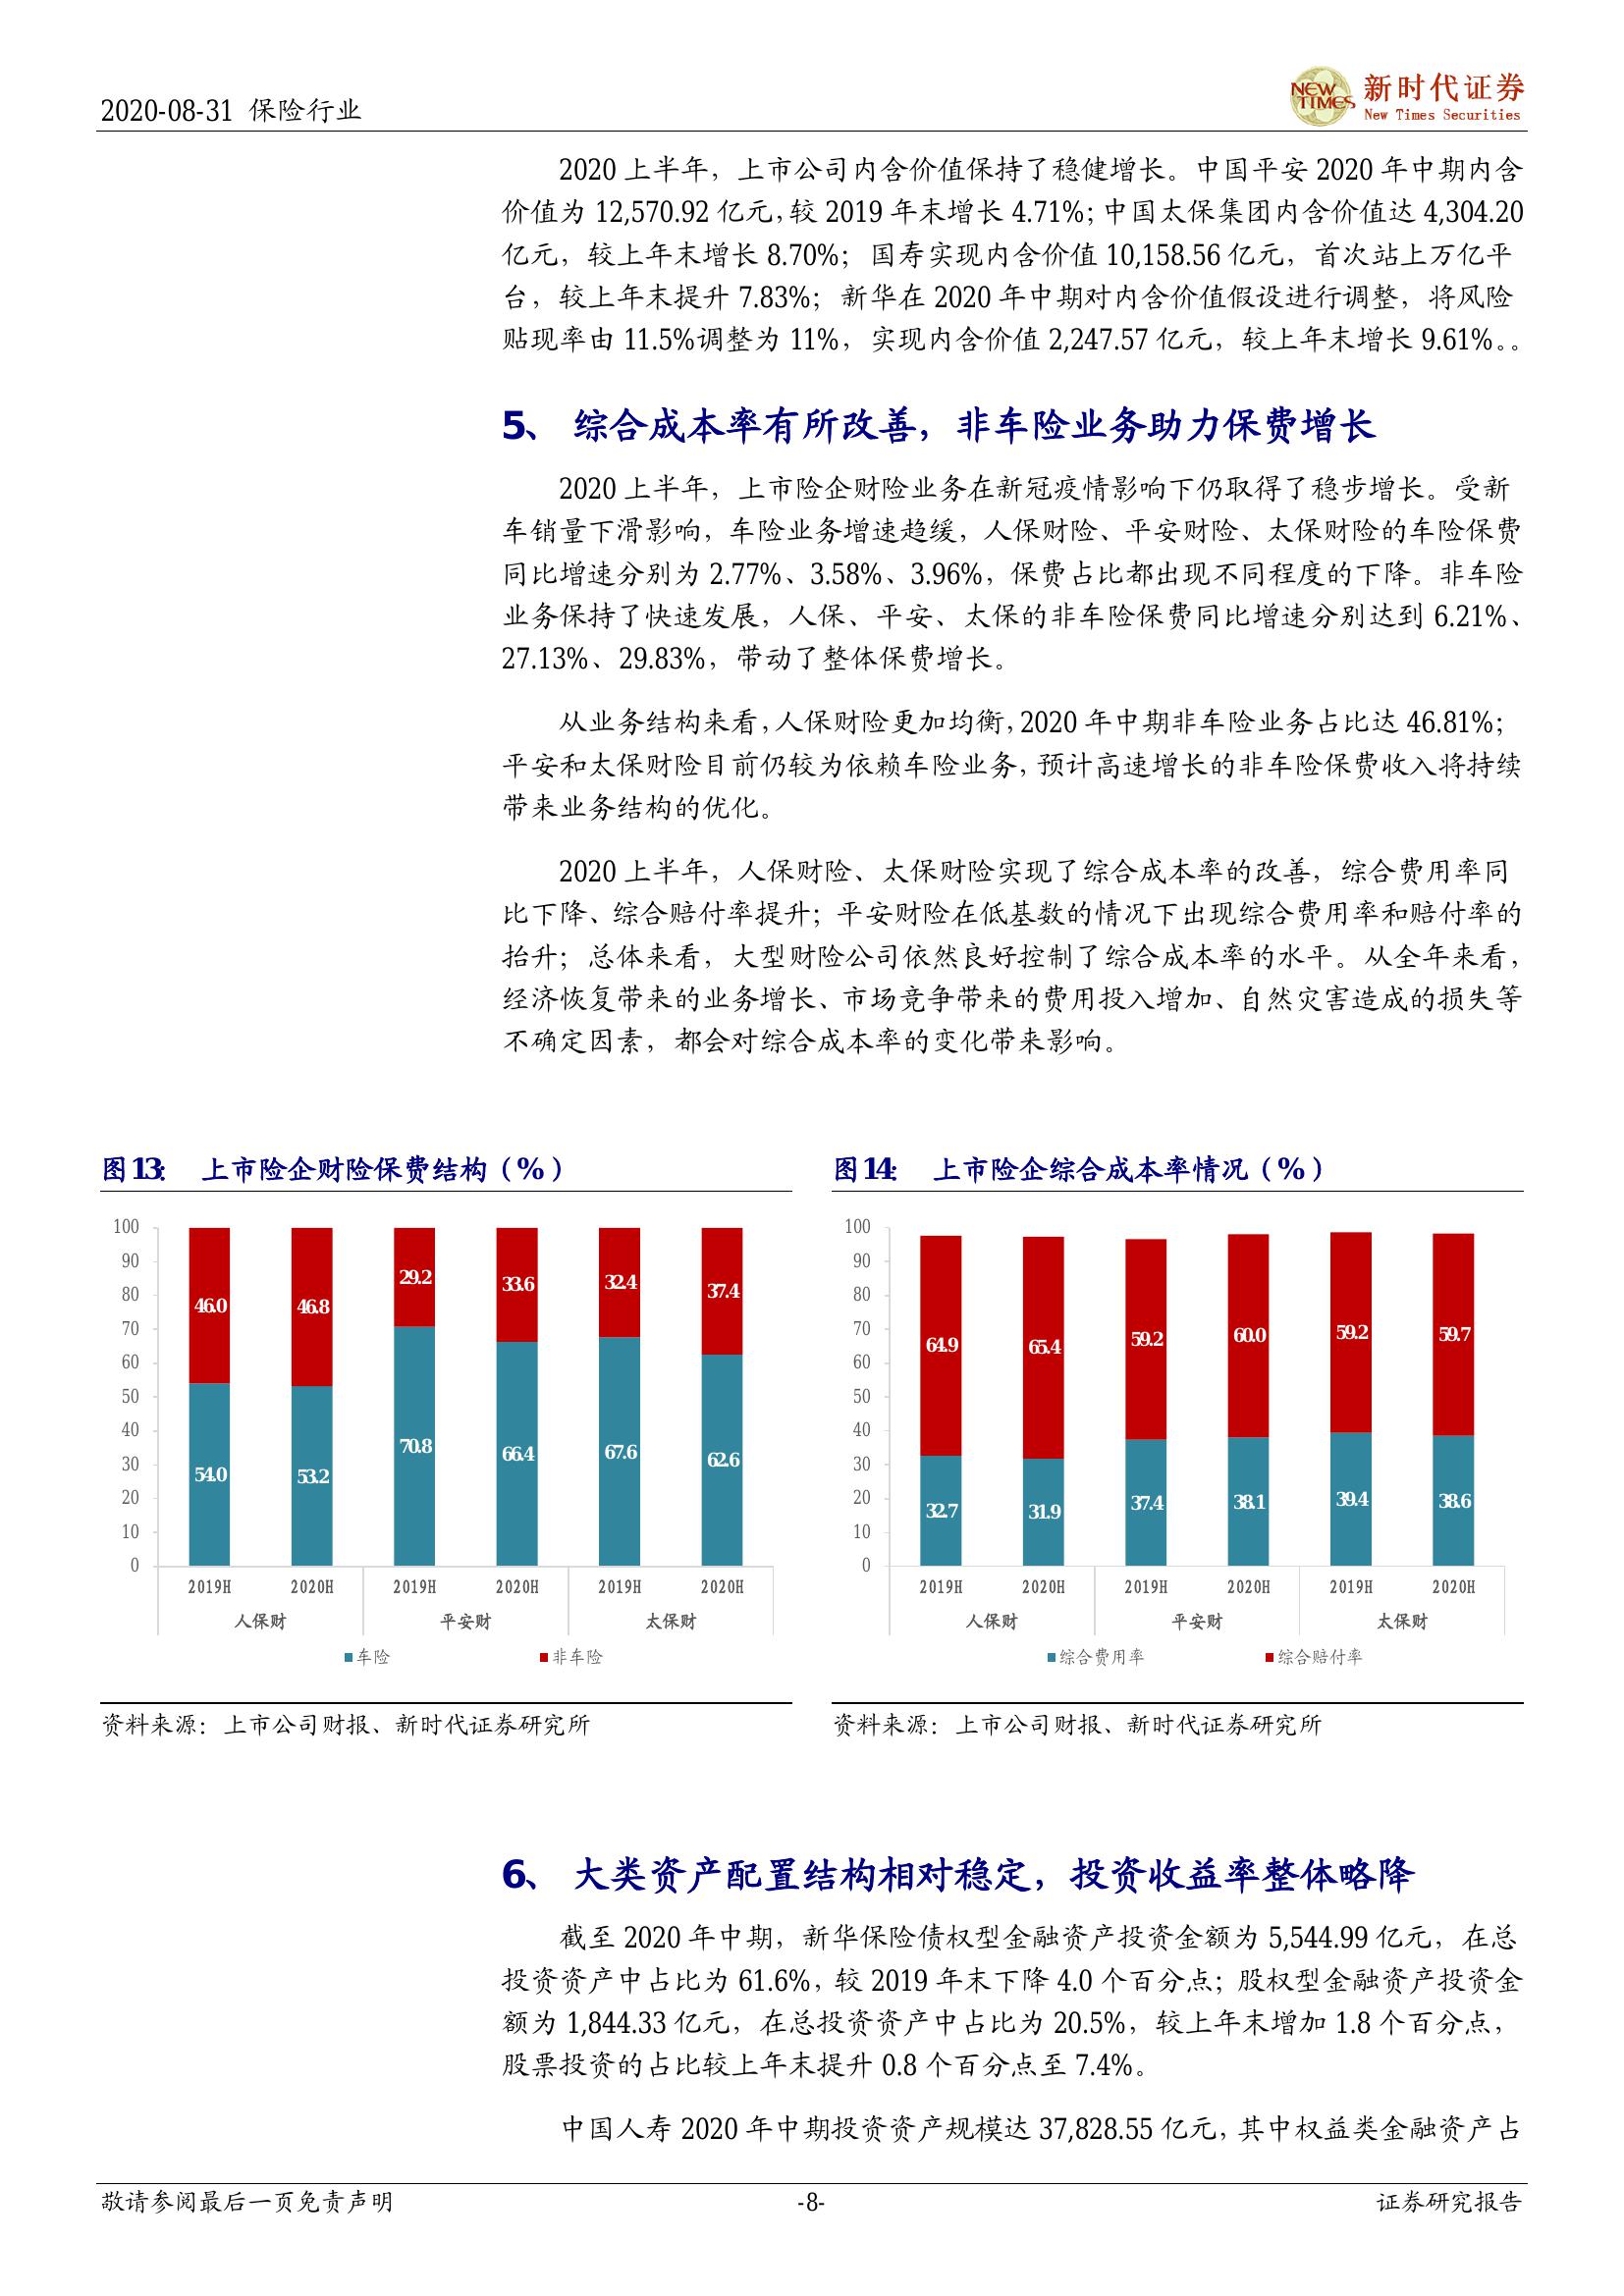 2020-08-31 保险行业
NEW TIMES
新时代证券
New Times Securities
2020 上半年，上市公司内含价值保持了稳健增长。中国平安 2020 年中期内含
价值为 12,570.92 亿元,较 2019 年末增长 4.71%;中国太保集团内含价值达 4,304.20
亿元，较上年末增长 8.70%；国寿实现内含价值 10,158.56 亿元，首次站上万亿平
台，较上年末提升 7.83%；新华在 2020 年中期对内含价值假设进行调整，将风险
贴现率由 11.5%调整为 11%，实现内含价值 2,247.57 亿元，较上年末增长 9.61%。。
5、 综合成本率有所改善，非车险业务助力保费增长
2020 上半年，上市险企财险业务在新冠疫情影响下仍取得了稳步增长。受新
车销量下滑影响，车险业务增速趋缓，人保财险、平安财险、太保财险的车险保费
同比增速分别为 2.77%、3.58%、3.96%，保费占比都出现不同程度的下降。非车险
业务保持了快速发展，人保、平安、太保的非车险保费同比增速分别达到 6.21%、
27.13%、29.83%，带动了整体保费增长。
从业务结构来看,人保财险更加均衡,2020 年中期非车险业务占比达 46.81%；
平安和太保财险目前仍较为依赖车险业务,预计高速增长的非车险保费收入将持续
带来业务结构的优化。
2020 上半年，人保财险、太保财险实现了综合成本率的改善，综合费用率同
比下降、综合赔付率提升；平安财险在低基数的情况下出现综合费用率和赔付率的
抬升；总体来看，大型财险公司依然良好控制了综合成本率的水平。从全年来看，
经济恢复带来的业务增长、市场竞争带来的费用投入增加、自然灾害造成的损失等
不确定因素，都会对综合成本率的变化带来影响。
图13： 上市险企财险保费结构（%）
100
90
80
70
60
50
40
30
20
10
0
46.0 46.8 29.2 33.6 32.4 37.4
54.0 53.2 70.8 66.4 67.6 62.6
2019H 2020H 2019H 2020H 2019H 2020H
人保财 平安财 太保财
车险 非车险
资料来源：上市公司财报、新时代证券研究所
图14： 上市险企综合成本率情况（%）
100
90
80
70
60
50
40
30
20
10
0
64.9 65.4 59.2 60.0 59.2 59.7
32.7 31.9 37.4 38.1 39.4 38.6
2019H 2020H 2019H 2020H 2019H 2020H
人保财 平安财 太保财
综合费用率 综合赔付率
资料来源：上市公司财报、新时代证券研究所
6、 大类资产配置结构相对稳定，投资收益率整体略降
截至 2020 年中期，新华保险债权型金融资产投资金额为 5,544.99 亿元，在总
投资资产中占比为 61.6%，较 2019 年末下降 4.0 个百分点；股权型金融资产投资金
额为 1,844.33 亿元，在总投资资产中占比为 20.5%，较上年末增加 1.8 个百分点，
股票投资的占比较上年末提升 0.8 个百分点至 7.4%。
中国人寿 2020 年中期投资资产规模达 37,828.55 亿元,其中权益类金融资产占
敬请参阅最后一页免责声明 -8- 证券研究报告